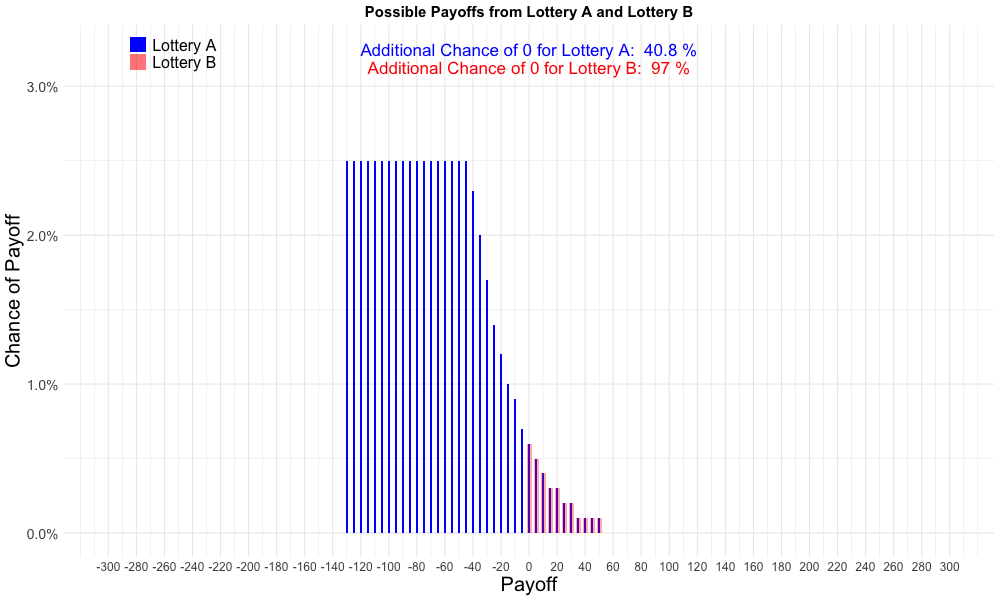 Possible Payoffs from Lottery A and Lottery B
Lottery A
Lottery B
Additional Chance of 0 for Lottery A: 40.8 %
Additional Chance of 0 for Lottery B: 97 %
Chance of Payoff
3.0%
2.0%
1.0%
0.0%
-300 -280 -260 -240 -220 -200 -180 -160 -140 -120 -100 -80 -60 -40 -20 0 20 40 60 80 100 120 140 160 180 200 220 240 260 280 300
Payoff